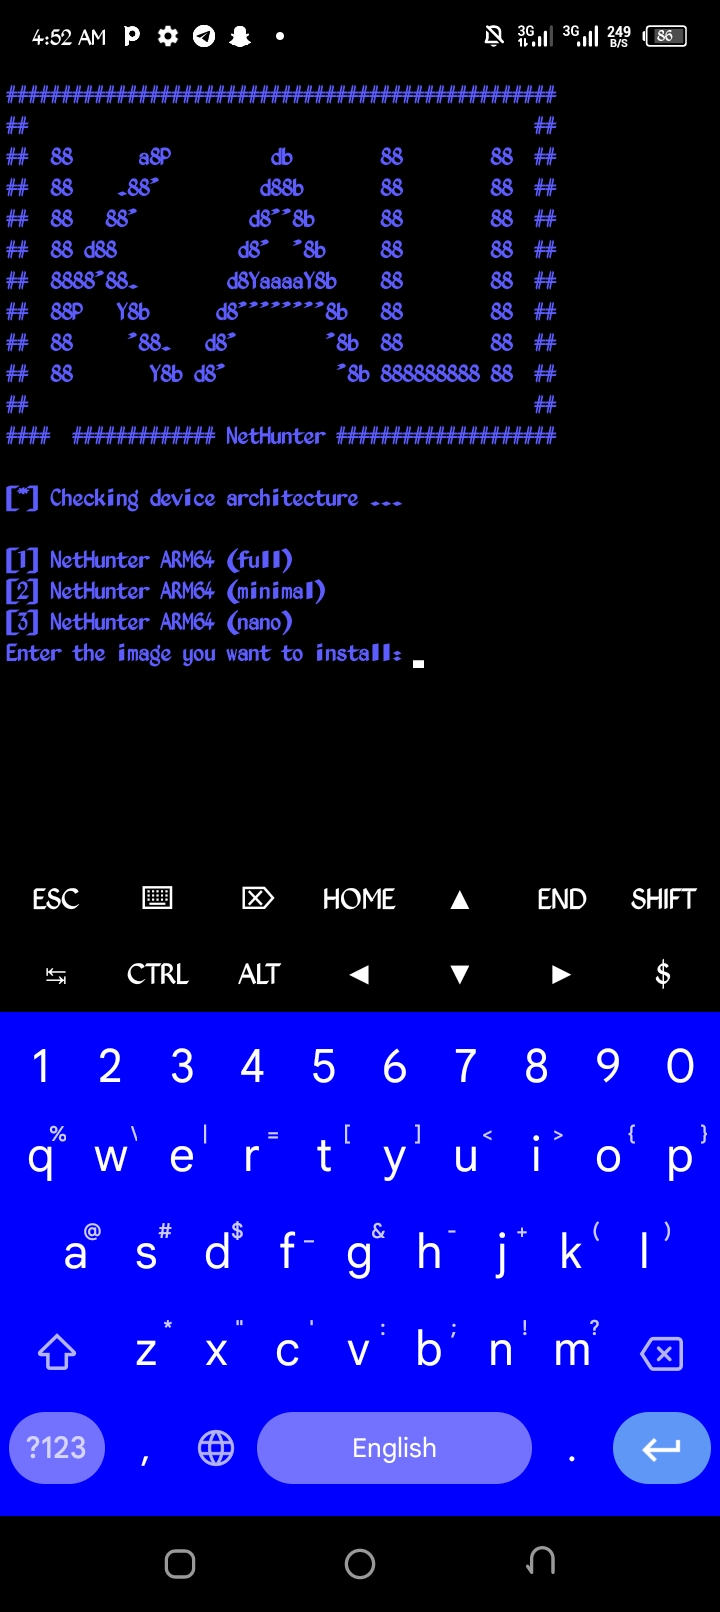 4:52 AM 3G 3G 249 B/S 86
##################################################
## ##
## 88 a8P db 88 88 ##
## 88 .88' d88b 88 88 ##
## 88 88' d8''8b 88 88 ##
## 88 d88 d8' '8b 88 88 ##
## 8888'88. d8YaaaaY8b 88 88 ##
## 88P Y8b d8''''''''8b 88 88 ##
## 88 '88. d8' '8b 88 88 ##
## 88 Y8b d8' '8b 888888888 88 ##
## ##
#### ############# NetHunter ####################
[*] Checking device architecture ...
[1] NetHunter ARM64 (full)
[2] NetHunter ARM64 (minimal)
[3] NetHunter ARM64 (nano)
Enter the image you want to install:
ESC HOME ▲ END SHIFT
CTRL ALT ◀ ▼ ▶ $
1 2 3 4 5 6 7 8 9 0
q % w \ e | r = t [ y ] u < i > o { p }
a @ s # d $ f _ g & h - j + k ( l )
z * x " c ' v : b ; n ! m ?
?123 , English .